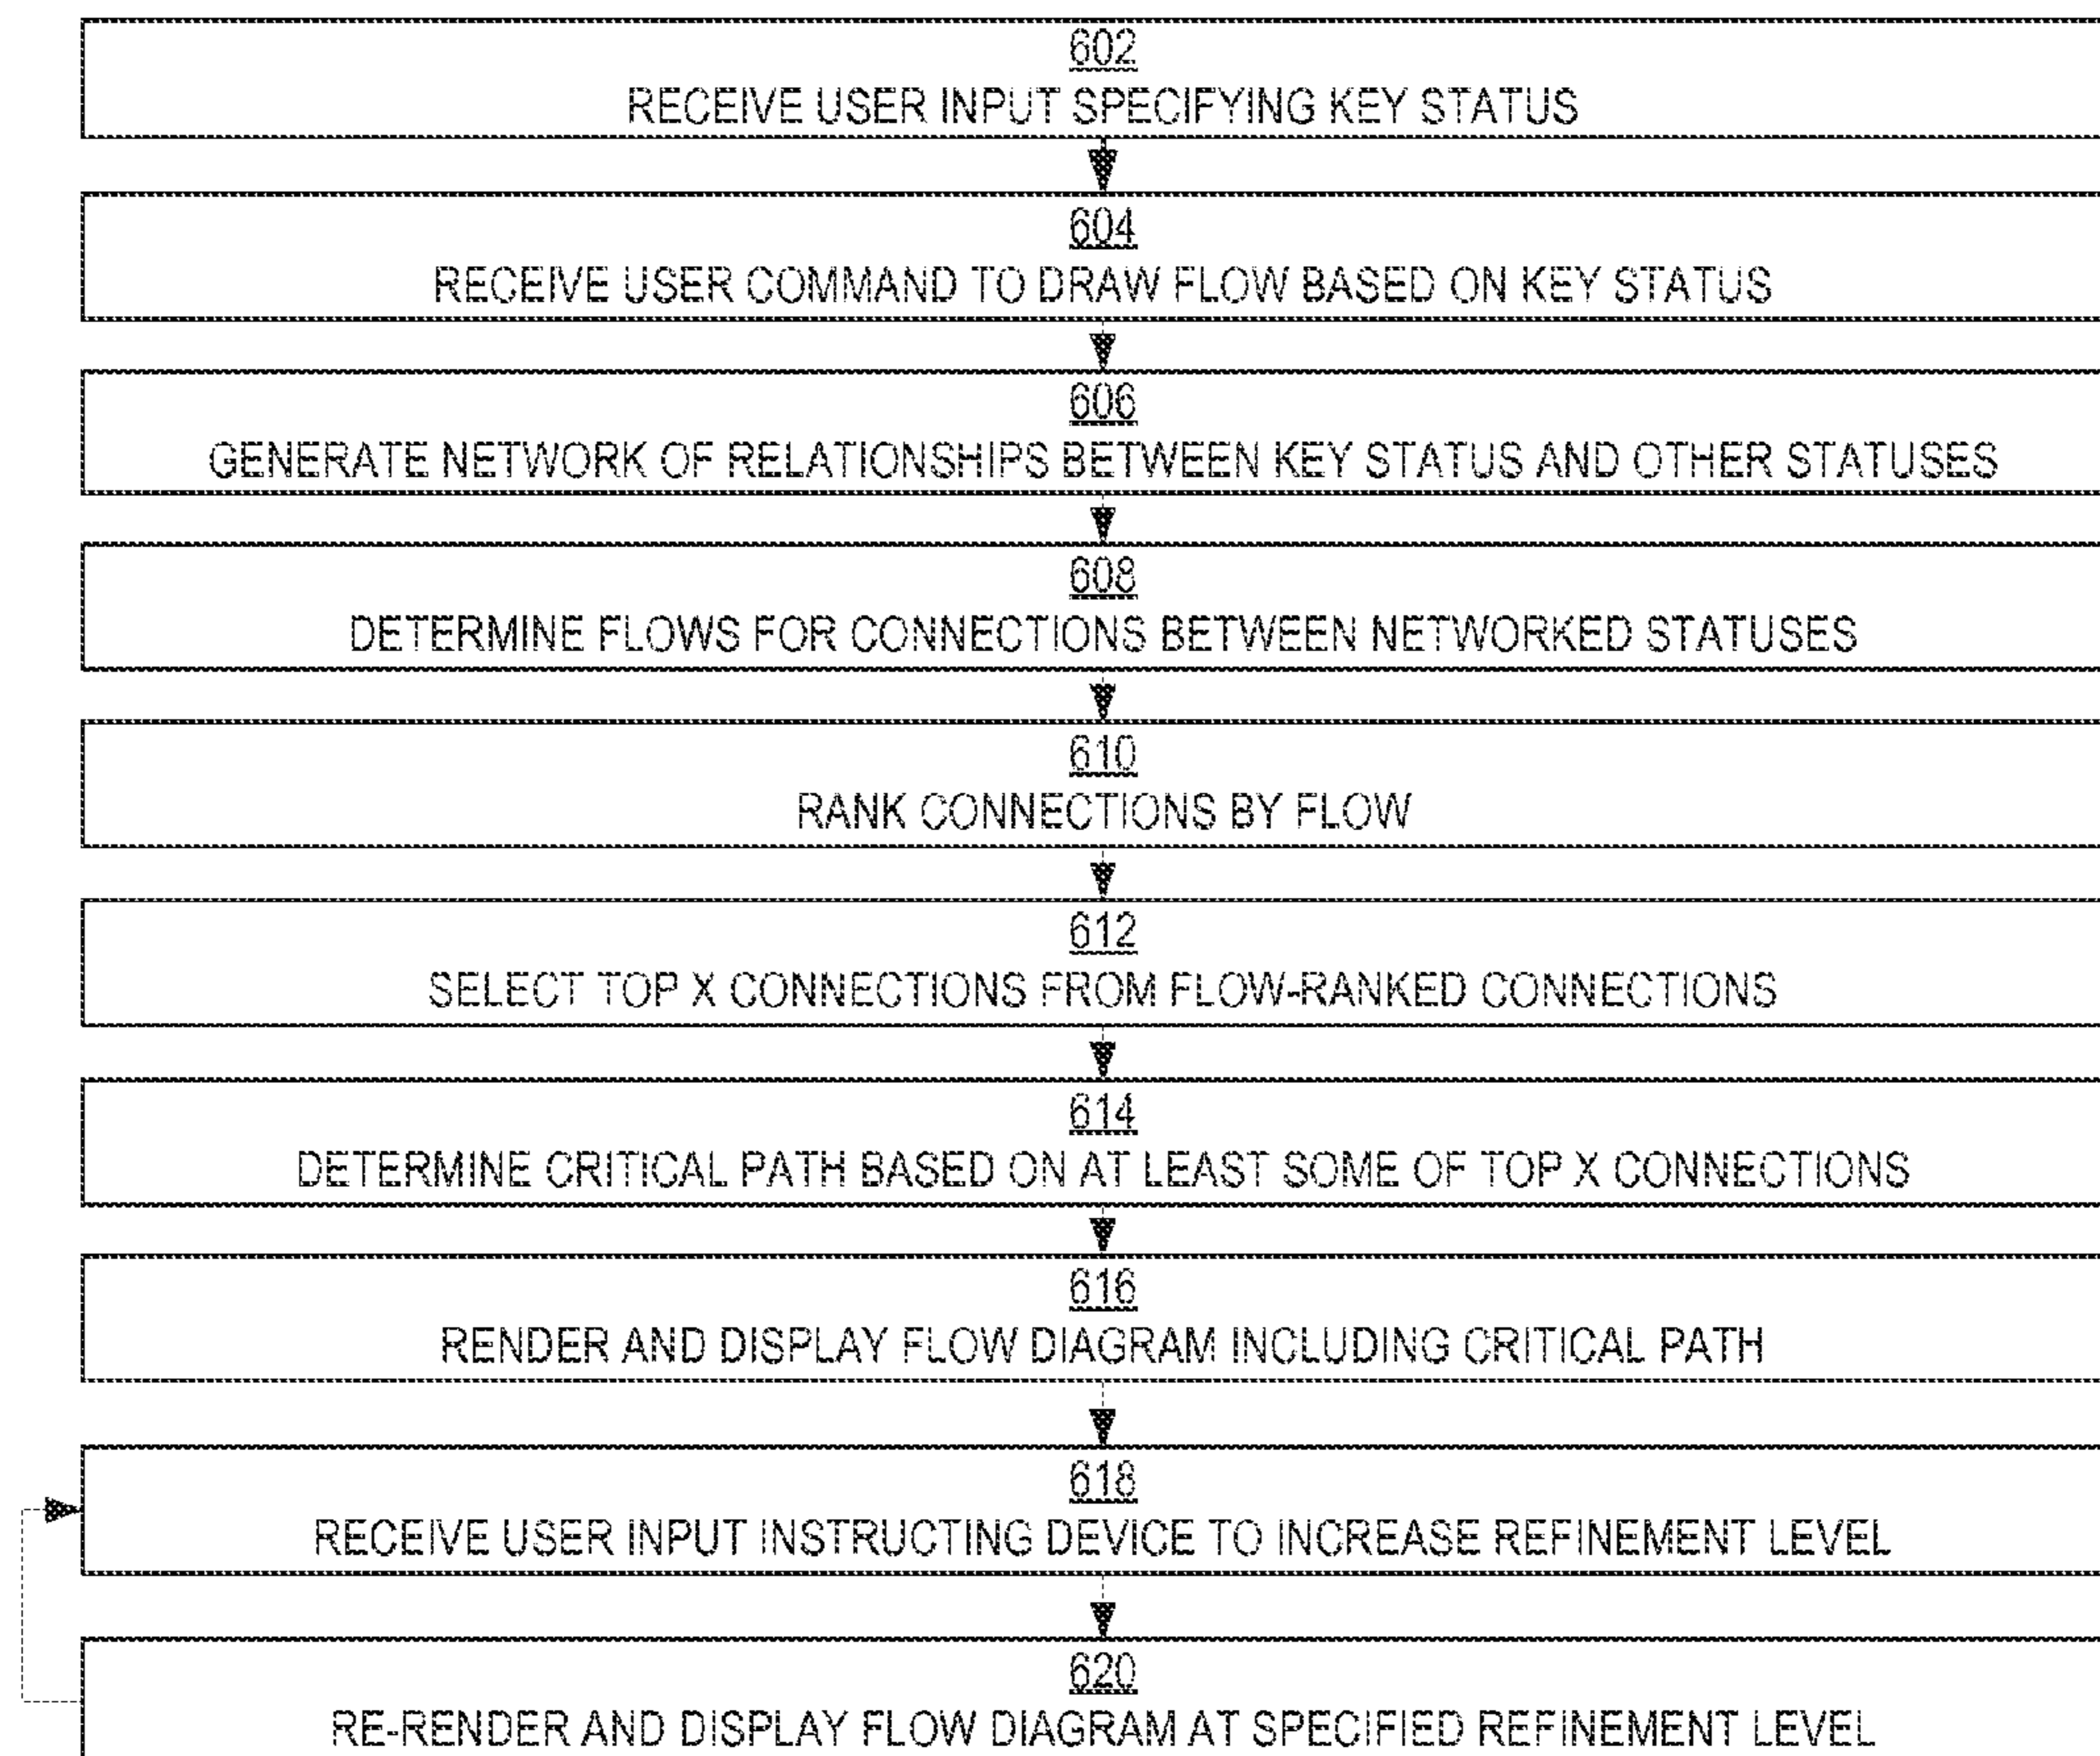 602
RECEIVE USER INPUT SPECIFYING KEY STATUS
604
RECEIVE USER COMMAND TO DRAW FLOW BASED ON KEY STATUS
606
GENERATE NETWORK OF RELATIONSHIPS BETWEEN KEY STATUS AND OTHER STATUSES
608
DETERMINE FLOWS FOR CONNECTIONS BETWEEN NETWORKED STATUSES
610
RANK CONNECTIONS BY FLOW
612
SELECT TOP X CONNECTIONS FROM FLOW-RANKED CONNECTIONS
614
DETERMINE CRITICAL PATH BASED ON AT LEAST SOME OF TOP X CONNECTIONS
616
RENDER AND DISPLAY FLOW DIAGRAM INCLUDING CRITICAL PATH
618
RECEIVE USER INPUT INSTRUCTING DEVICE TO INCREASE REFINEMENT LEVEL
620
RE-RENDER AND DISPLAY FLOW DIAGRAM AT SPECIFIED REFINEMENT LEVEL